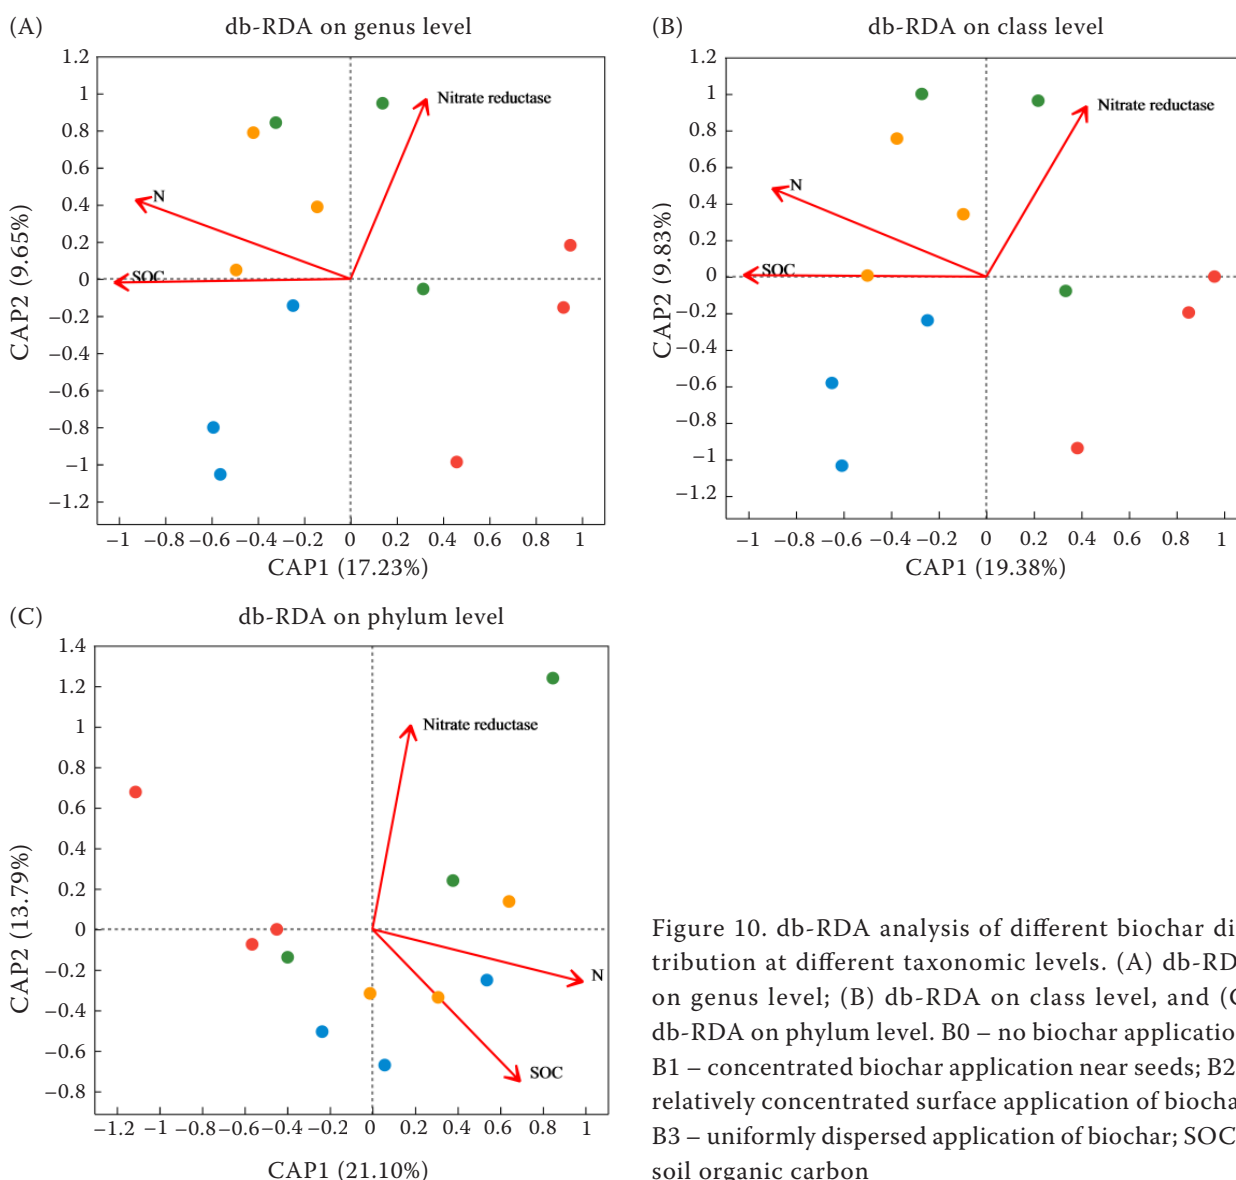 (A)
db-RDA on genus level
1.2
1
0.8
0.6
0.4
0.2
0
−0.2
−0.4
−0.6
−0.8
−1
−1.2
CAP2 (9.65%)
Nitrate reductase
N
SOC
−1 −0.8 −0.6 −0.4 −0.2 0 0.2 0.4 0.6 0.8 1
CAP1 (17.23%)
(B)
db-RDA on class level
1.2
1
0.8
0.6
0.4
0.2
0
−0.2
−0.4
−0.6
−0.8
−1
−1.2
CAP2 (9.83%)
Nitrate reductase
N
SOC
−1 −0.8 −0.6 −0.4 −0.2 0 0.2 0.4 0.6 0.8 1
CAP1 (19.38%)
(C)
db-RDA on phylum level
1.4
1.2
1
0.8
0.6
0.4
0.2
0
−0.2
−0.4
−0.6
−0.8
CAP2 (13.79%)
Nitrate reductase
N
SOC
−1.2 −1 −0.8 −0.6 −0.4 −0.2 0 0.2 0.4 0.6 0.8 1
CAP1 (21.10%)
Figure 10. db-RDA analysis of different biochar di
tribution at different taxonomic levels. (A) db-RD
on genus level; (B) db-RDA on class level, and (C
db-RDA on phylum level. B0 – no biochar applicatio
B1 – concentrated biochar application near seeds; B2
relatively concentrated surface application of biocha
B3 – uniformly dispersed application of biochar; SOC
soil organic carbon